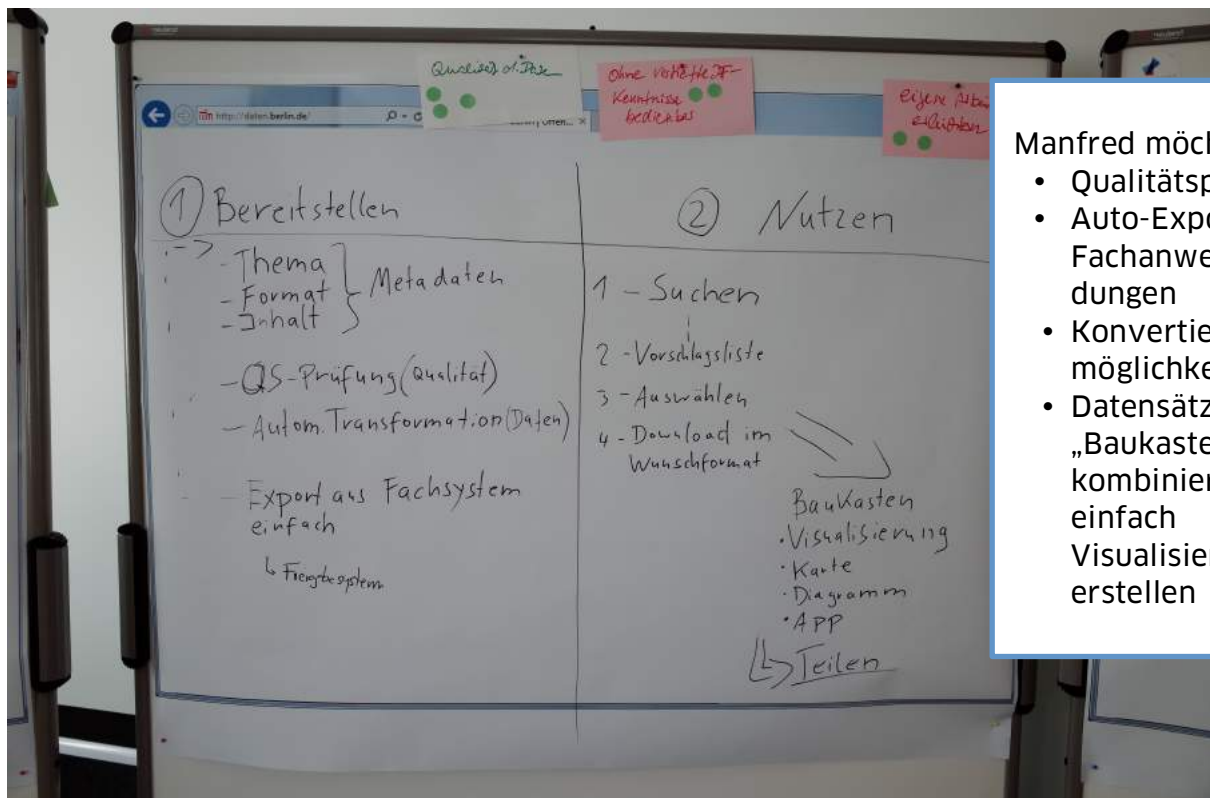 Qualität d. Daten
Ohne vertiefte IT-
Kenntnisse
bedienbar
eigene
http://daten.berlin.de/
① Bereitstellen
- Thema
- Format
- Inhalt
Metadaten
- QS-Prüfung (Qualität)
- Autom. Transformation (Daten)
- Export aus Fachsystem
einfach
② Nutzen
1 - Suchen
2 - Vorschlagsliste
3 - Auswählen
4 - Download im
Wunschformat
Baukasten
• Visualisierung
• Karte
• Diagramm
• APP
Teilen
Manfred möch
• Qualitätsp
• Auto-Expo
Fachanwe
dungen
• Konvertie
möglichke
• Datensätz
„Baukaste
kombinier
einfach
Visualisier
erstellen